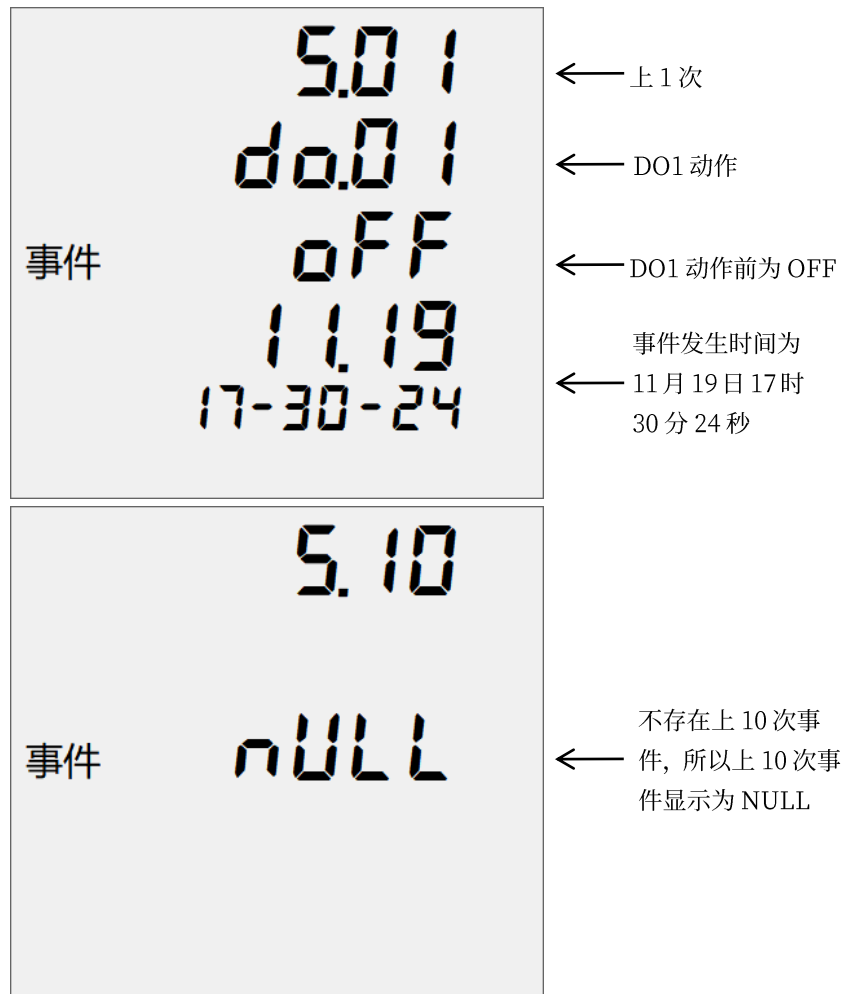 5.01
上 1 次
do.01
DO1 动作
事件
oFF
DO1 动作前为 OFF
11.19
17-30-24
事件发生时间为
11 月 19 日 17 时
30 分 24 秒
5.10
事件
nULL
不存在上 10 次事
件，所以上 10 次事
件显示为 NULL